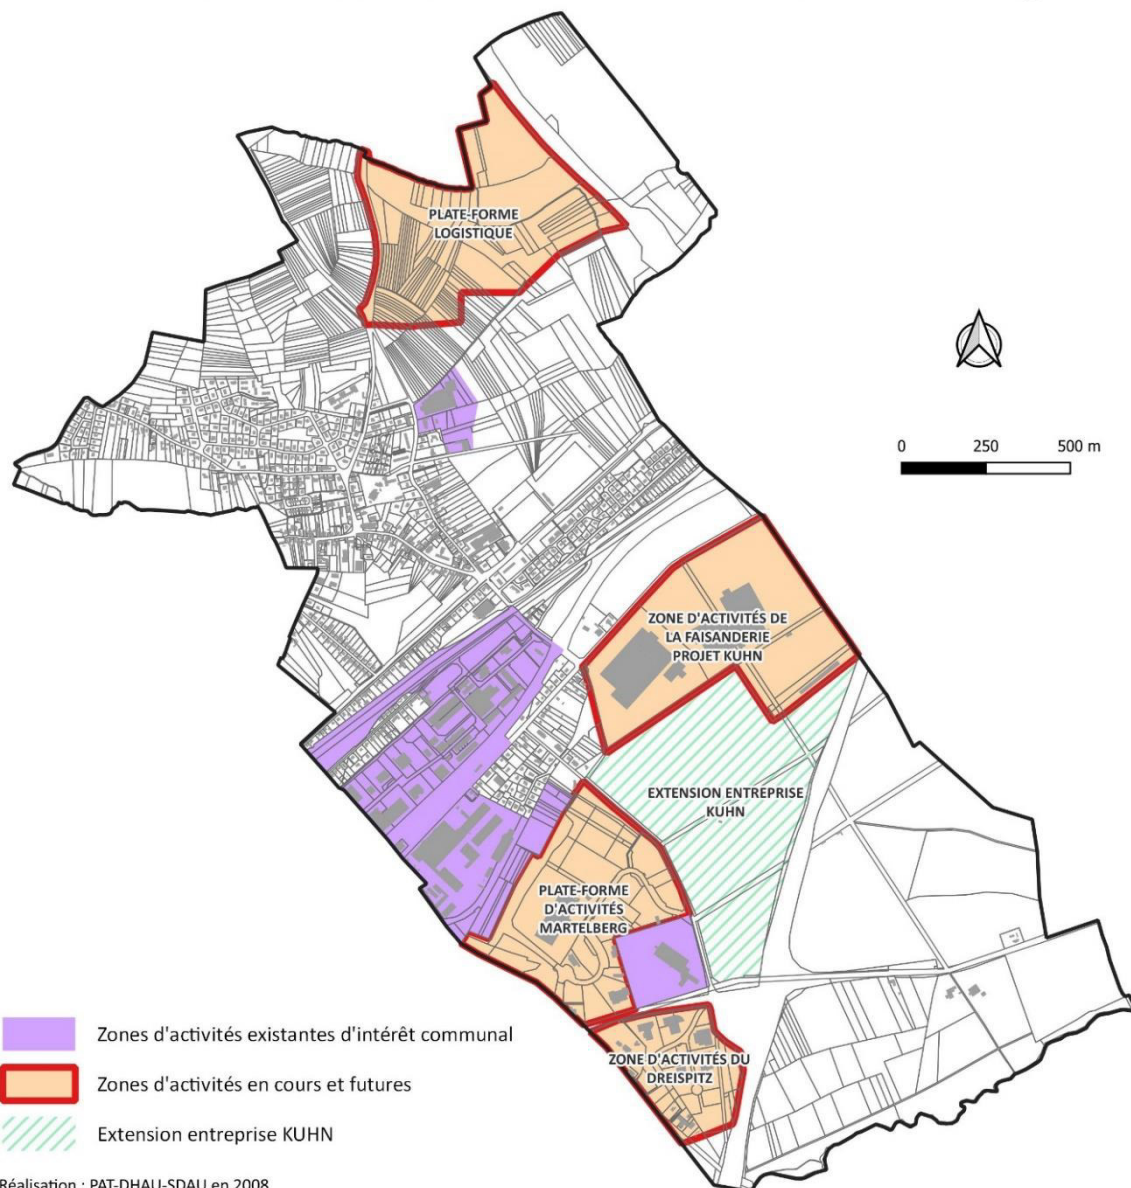 PLATE-FORME
LOGISTIQUE
0 250 500 m
ZONE D'ACTIVITÉS DE
LA FAISANDERIE
PROJET KUHN
EXTENSION ENTREPRISE
KUHN
PLATE-FORME
D'ACTIVITÉS
MARTELBERG
ZONE D'ACTIVITÉS DU
DREISPITZ
Zones d'activités existantes d'intérêt communal
Zones d'activités en cours et futures
Extension entreprise KUHN
Réalisation : PAT-DHAU-SDAU en 2008